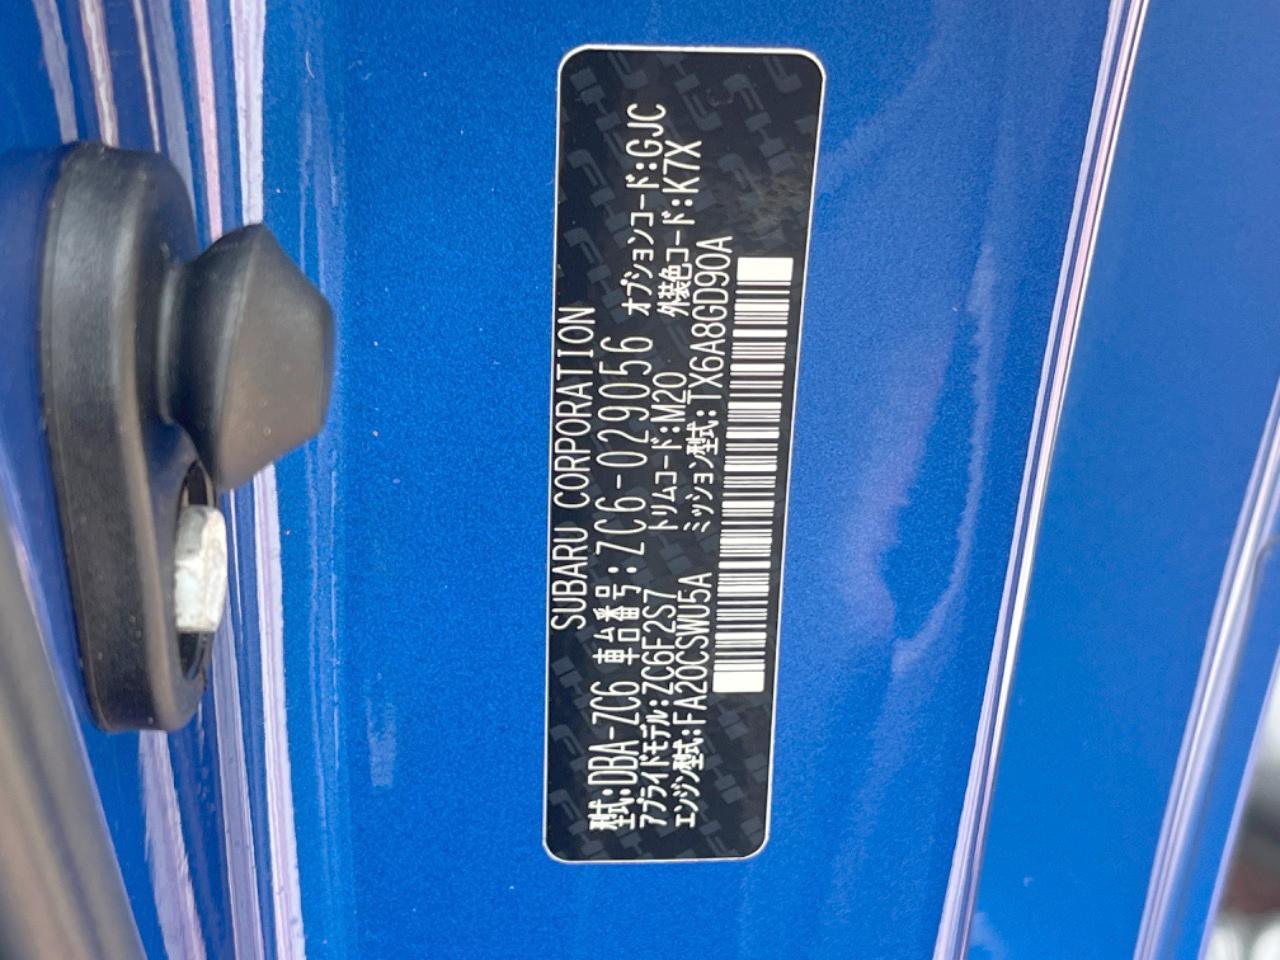 SUBARU CORPORATION
型式:DBA-ZC6 車台番号:ZC6-029056
アプライドモデル:ZC6F2S7 トリムコード:M20 オプションコード:GJC
エンジン型式:FA20CSWU5A ミッション型式:TX6A8GD90A 外装色コード:K7X